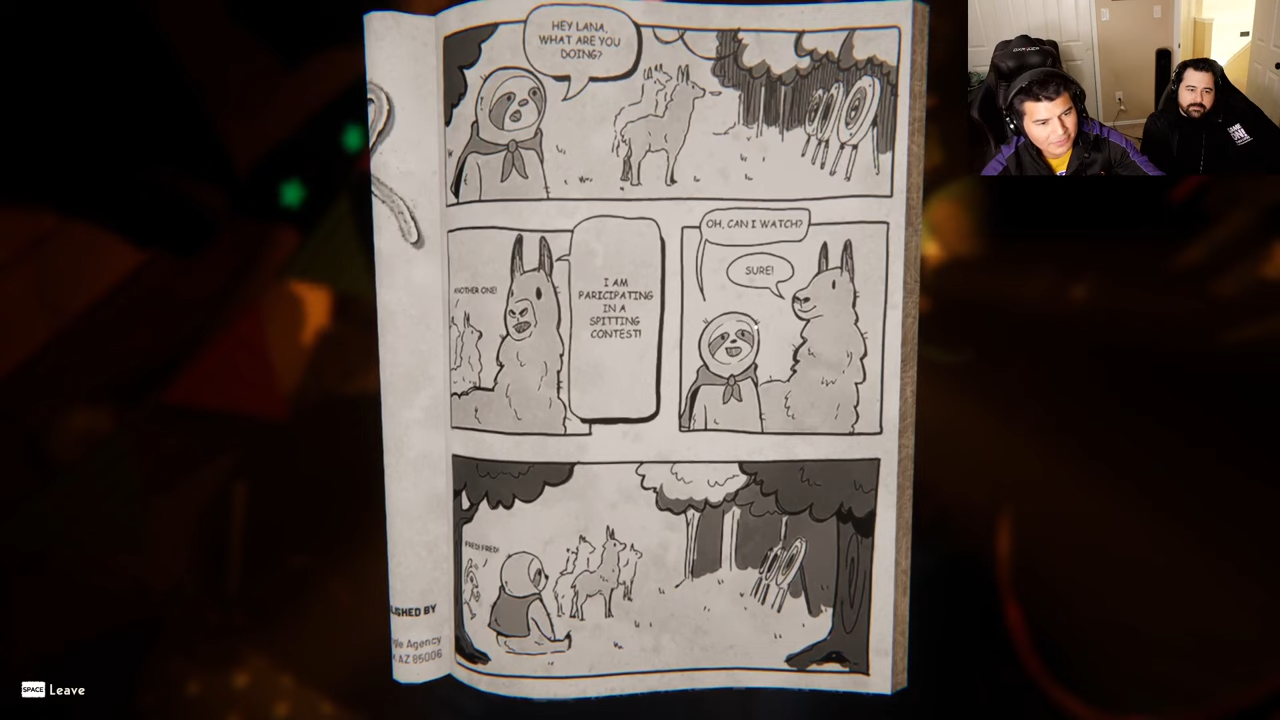 HEY LANA,
WHAT ARE YOU
DOING?
ANOTHER ONE!
I AM
PARICIPATING
IN A
SPITTING
CONTEST!
OH, CAN I WATCH?
SURE!
FRED! FRED!
LISHED BY
gle Agency
AZ 85006
SPACE Leave